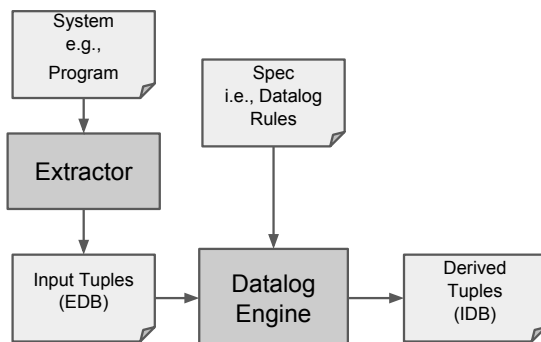 System
e.g.,
Program
Spec
i.e., Datalog
Rules
Extractor
Input Tuples
(EDB)
Datalog
Engine
Derived
Tuples
(IDB)